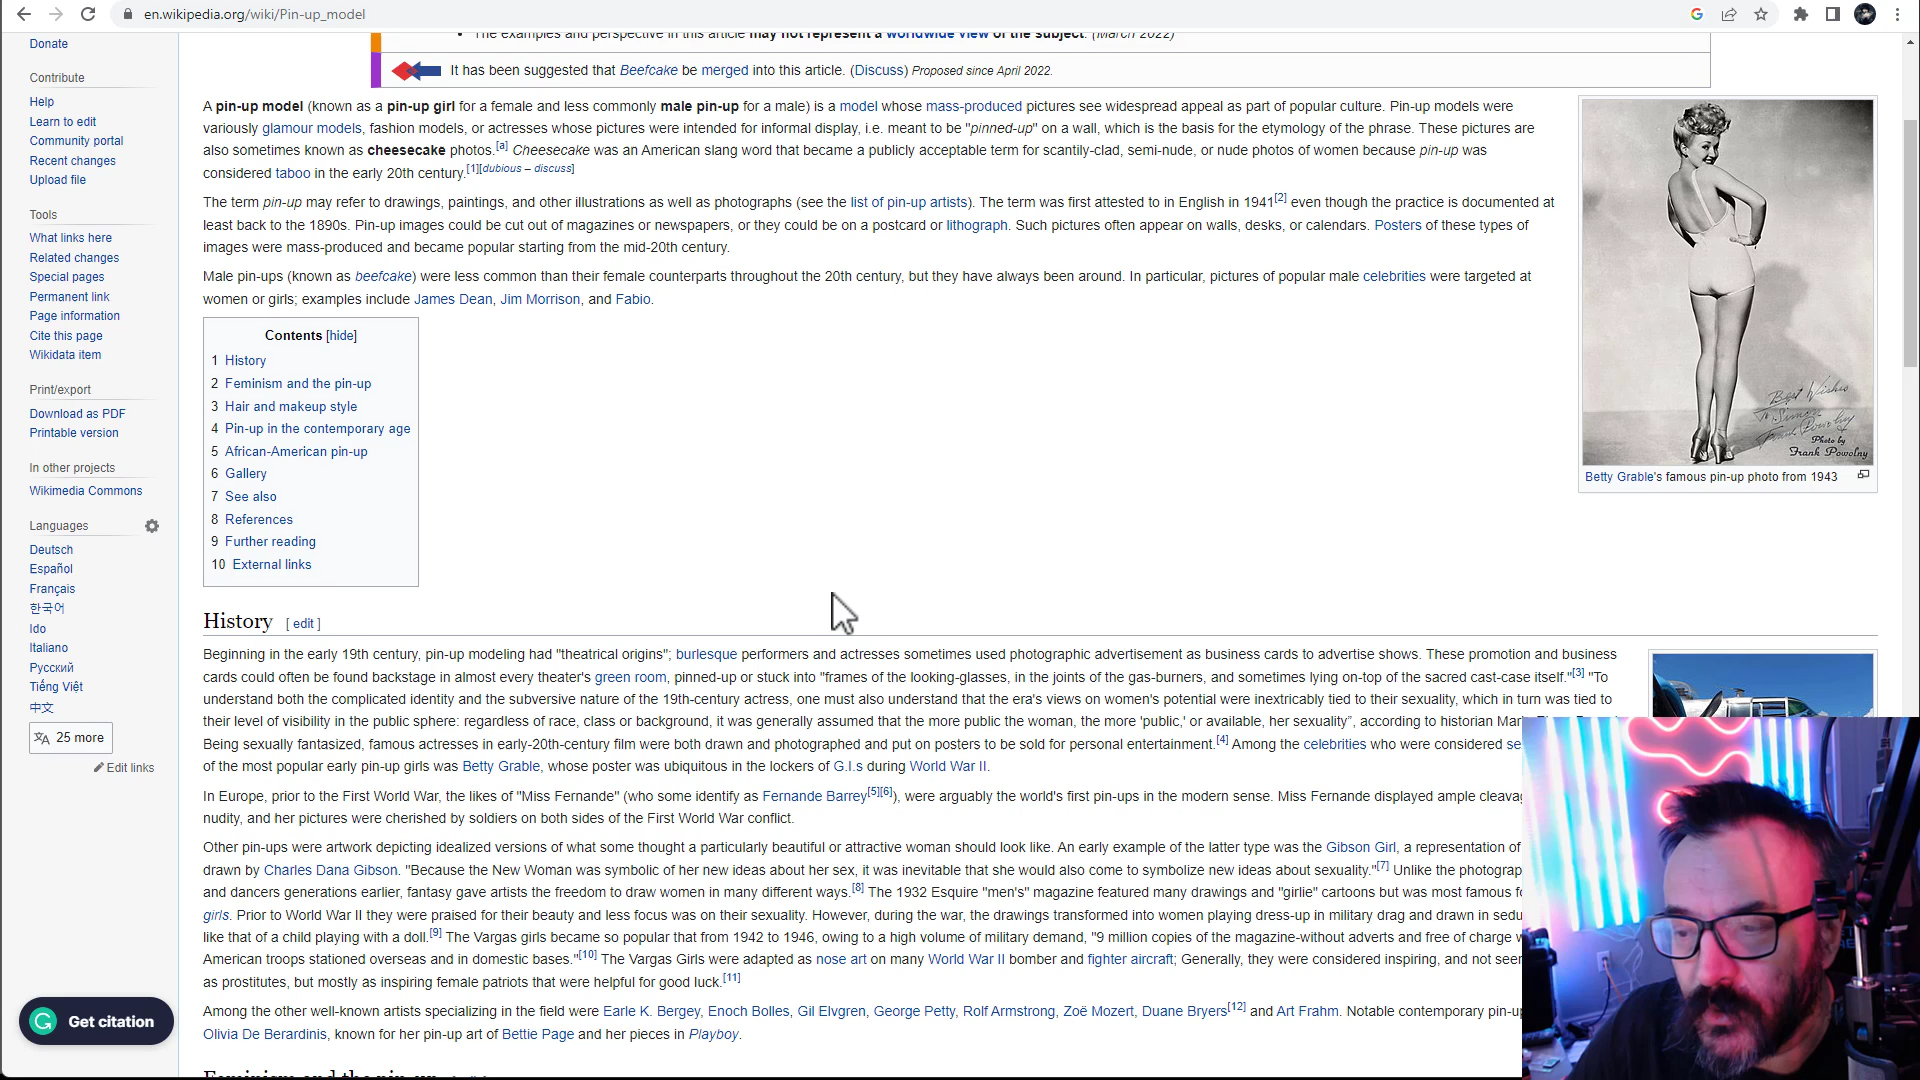 en.wikipedia.org/wiki/Pin-up_model
Donate
Contribute
Help
Learn to edit
Community portal
Recent changes
Upload file
Tools
What links here
Related changes
Special pages
Permanent link
Page information
Cite this page
Wikidata item
Print/export
Download as PDF
Printable version
In other projects
Wikimedia Commons
Languages
Deutsch
Español
Français
한국어
Ido
Italiano
Русский
Tiếng Việt
中文
25 more
Edit links
Get citation
• The examples and perspective in this article may not represent a worldwide view of the subject. (March 2022)
It has been suggested that Beefcake be merged into this article. (Discuss) Proposed since April 2022.
A pin-up model (known as a pin-up girl for a female and less commonly male pin-up for a male) is a model whose mass-produced pictures see widespread appeal as part of popular culture. Pin-up models were
variously glamour models, fashion models, or actresses whose pictures were intended for informal display, i.e. meant to be "pinned-up" on a wall, which is the basis for the etymology of the phrase. These pictures are
also sometimes known as cheesecake photos.[a] Cheesecake was an American slang word that became a publicly acceptable term for scantily-clad, semi-nude, or nude photos of women because pin-up was
considered taboo in the early 20th century.[1][dubious – discuss]
The term pin-up may refer to drawings, paintings, and other illustrations as well as photographs (see the list of pin-up artists). The term was first attested to in English in 1941[2] even though the practice is documented at
least back to the 1890s. Pin-up images could be cut out of magazines or newspapers, or they could be on a postcard or lithograph. Such pictures often appear on walls, desks, or calendars. Posters of these types of
images were mass-produced and became popular starting from the mid-20th century.
Male pin-ups (known as beefcake) were less common than their female counterparts throughout the 20th century, but they have always been around. In particular, pictures of popular male celebrities were targeted at
women or girls; examples include James Dean, Jim Morrison, and Fabio.
Best Wishes
Photo by
Frank Powolny
Betty Grable's famous pin-up photo from 1943
Contents [hide]
1 History
2 Feminism and the pin-up
3 Hair and makeup style
4 Pin-up in the contemporary age
5 African-American pin-up
6 Gallery
7 See also
8 References
9 Further reading
10 External links
History [ edit ]
Beginning in the early 19th century, pin-up modeling had "theatrical origins"; burlesque performers and actresses sometimes used photographic advertisement as business cards to advertise shows. These promotion and business
cards could often be found backstage in almost every theater's green room, pinned-up or stuck into "frames of the looking-glasses, in the joints of the gas-burners, and sometimes lying on-top of the sacred cast-case itself."[3] "To
understand both the complicated identity and the subversive nature of the 19th-century actress, one must also understand that the era's views on women's potential were inextricably tied to their sexuality, which in turn was tied to
their level of visibility in the public sphere: regardless of race, class or background, it was generally assumed that the more public the woman, the more 'public,' or available, her sexuality", according to historian
Being sexually fantasized, famous actresses in early-20th-century film were both drawn and photographed and put on posters to be sold for personal entertainment.[4] Among the celebrities who were considered se
of the most popular early pin-up girls was Betty Grable, whose poster was ubiquitous in the lockers of G.I.s during World War II.
In Europe, prior to the First World War, the likes of "Miss Fernande" (who some identify as Fernande Barrey[5][6]), were arguably the world's first pin-ups in the modern sense. Miss Fernande displayed ample cleava
nudity, and her pictures were cherished by soldiers on both sides of the First World War conflict.
Other pin-ups were artwork depicting idealized versions of what some thought a particularly beautiful or attractive woman should look like. An early example of the latter type was the Gibson Girl, a representation of
drawn by Charles Dana Gibson. "Because the New Woman was symbolic of her new ideas about her sex, it was inevitable that she would also come to symbolize new ideas about sexuality."[7] Unlike the photograp
and dancers generations earlier, fantasy gave artists the freedom to draw women in many different ways.[8] The 1932 Esquire "men's" magazine featured many drawings and "girlie" cartoons but was most famous fo
girls. Prior to World War II they were praised for their beauty and less focus was on their sexuality. However, during the war, the drawings transformed into women playing dress-up in military drag and drawn in sedu
like that of a child playing with a doll.[9] The Vargas girls became so popular that from 1942 to 1946, owing to a high volume of military demand, "9 million copies of the magazine-without adverts and free of charge w
American troops stationed overseas and in domestic bases."[10] The Vargas Girls were adapted as nose art on many World War II bomber and fighter aircraft; Generally, they were considered inspiring, and not seen
as prostitutes, but mostly as inspiring female patriots that were helpful for good luck.[11]
Among the other well-known artists specializing in the field were Earle K. Bergey, Enoch Bolles, Gil Elvgren, George Petty, Rolf Armstrong, Zoë Mozert, Duane Bryers[12] and Art Frahm. Notable contemporary pin-up
Olivia De Berardinis, known for her pin-up art of Bettie Page and her pieces in Playboy.
Feminism and the pin-up